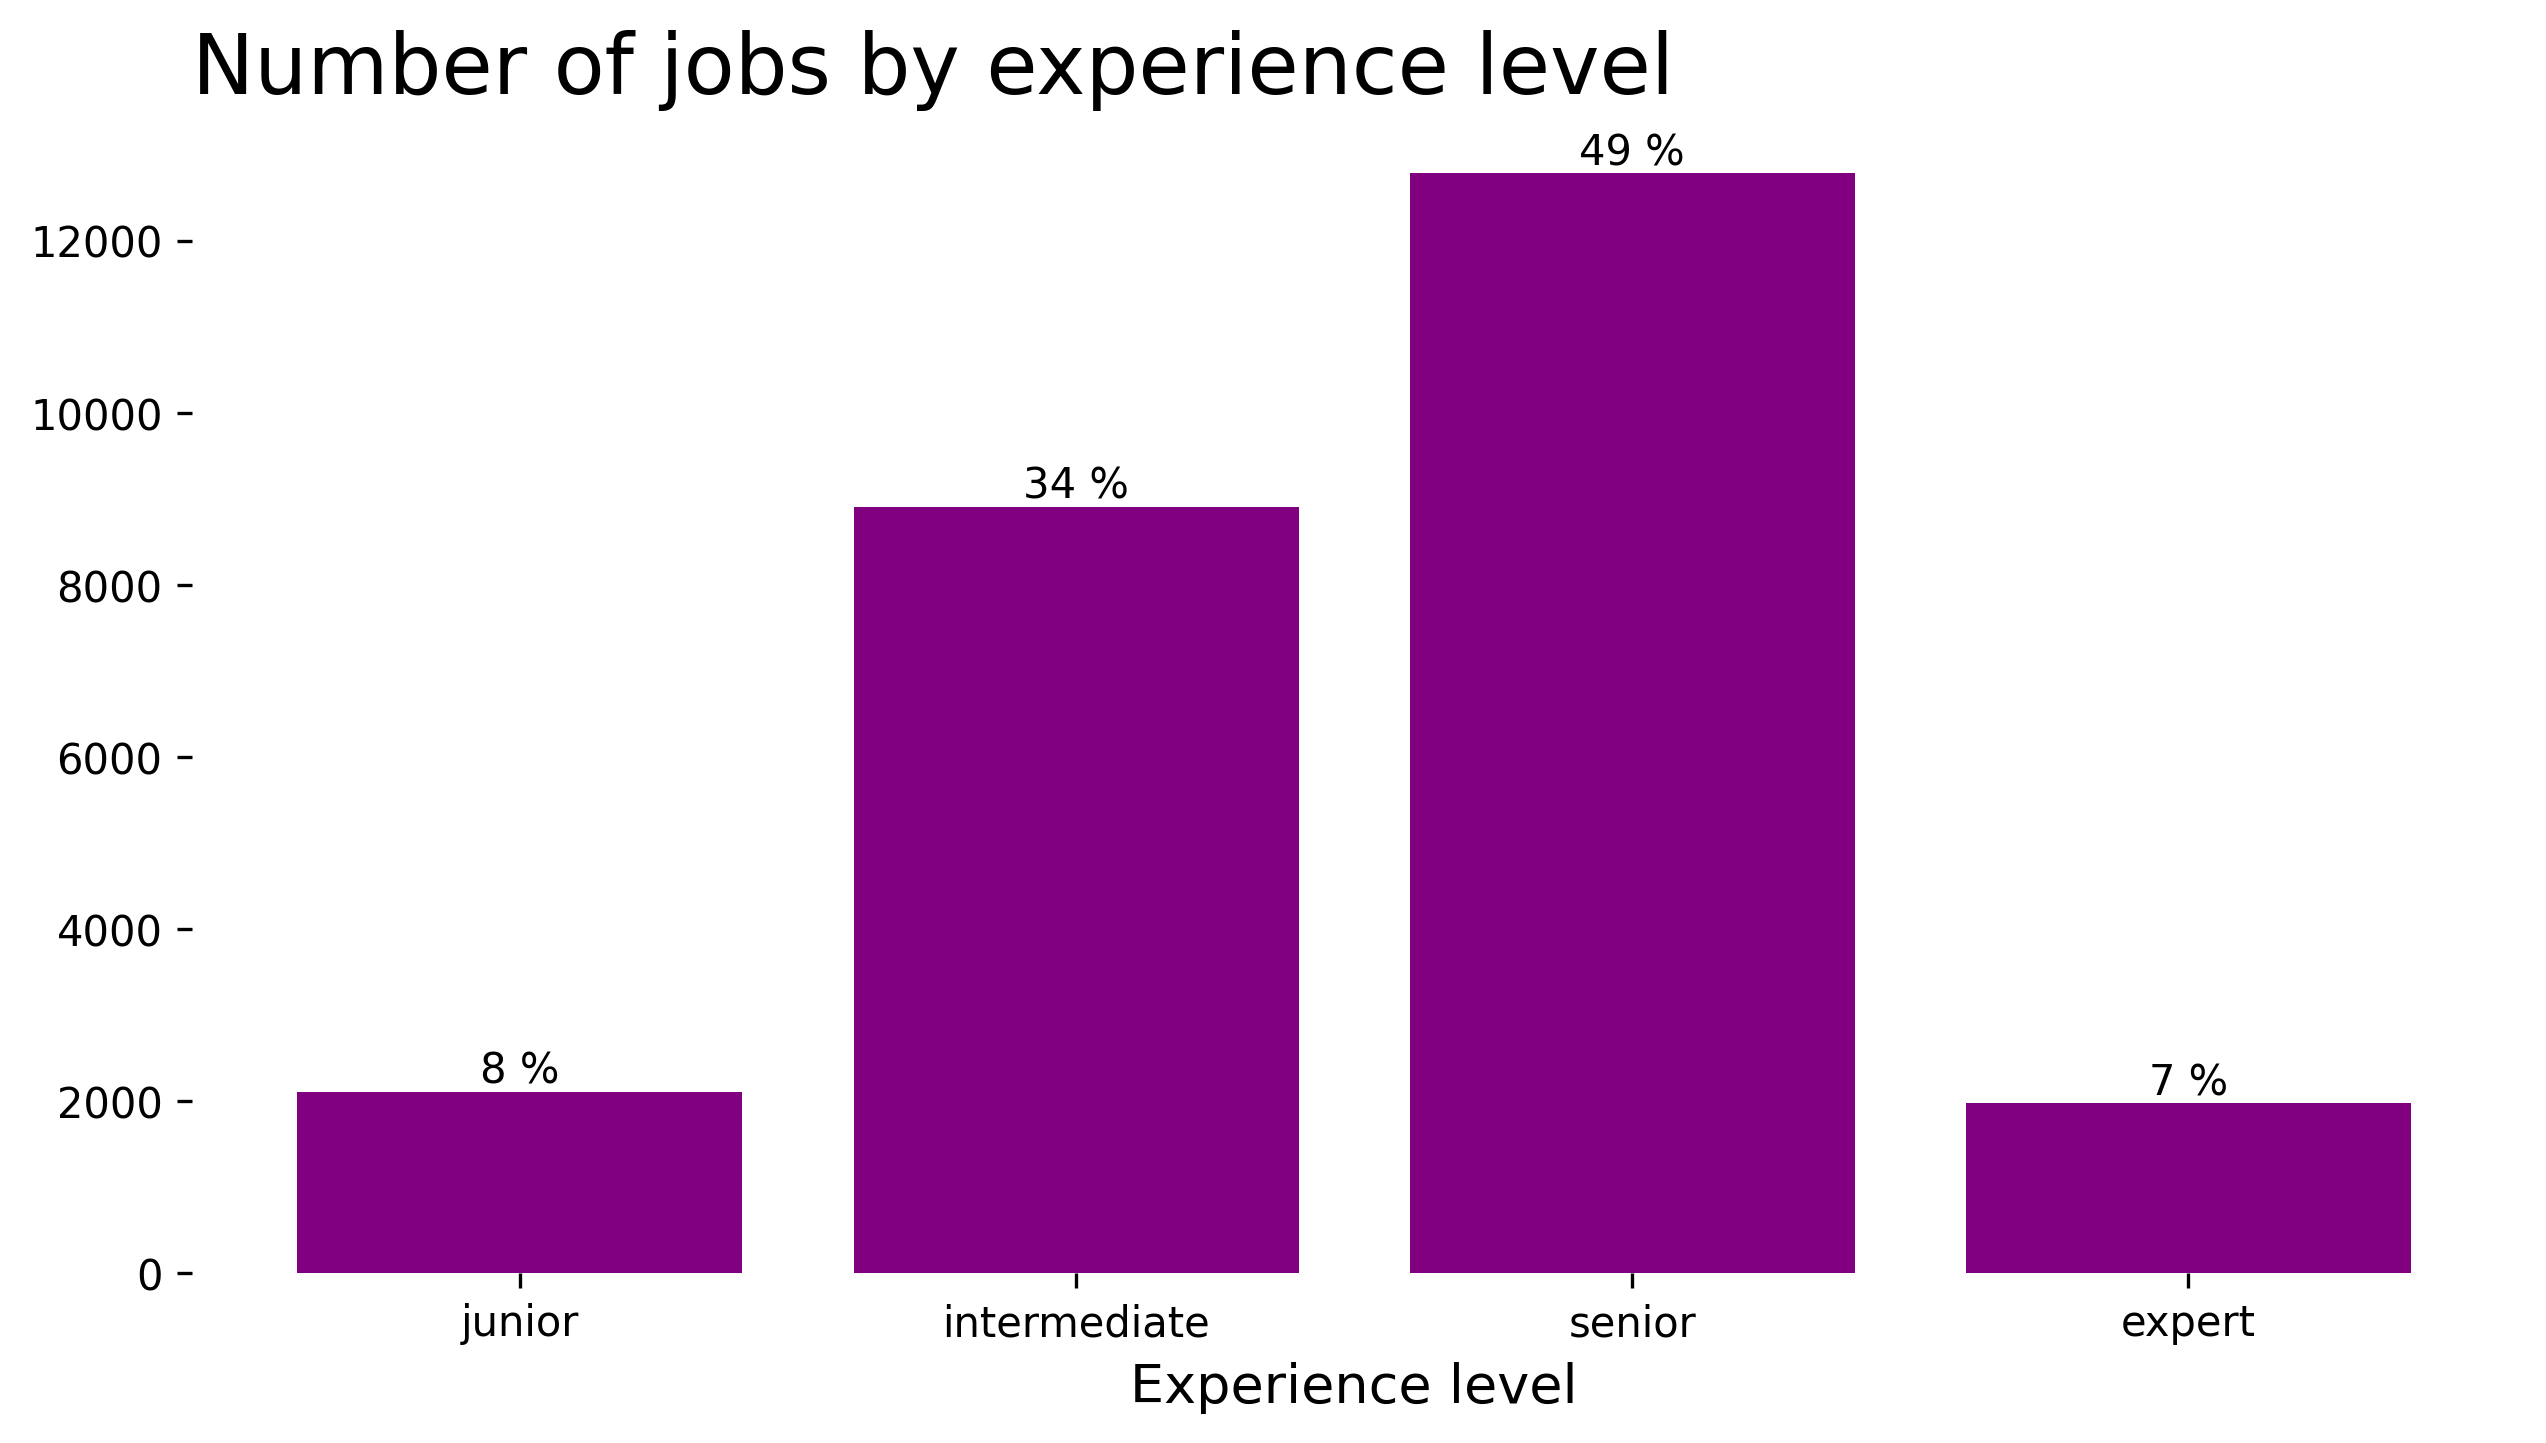 Number of jobs by experience level
49 %
12000
10000
34 %
8000
6000
4000
8 %
7 %
2000
0
junior
intermediate
senior
expert
Experience level